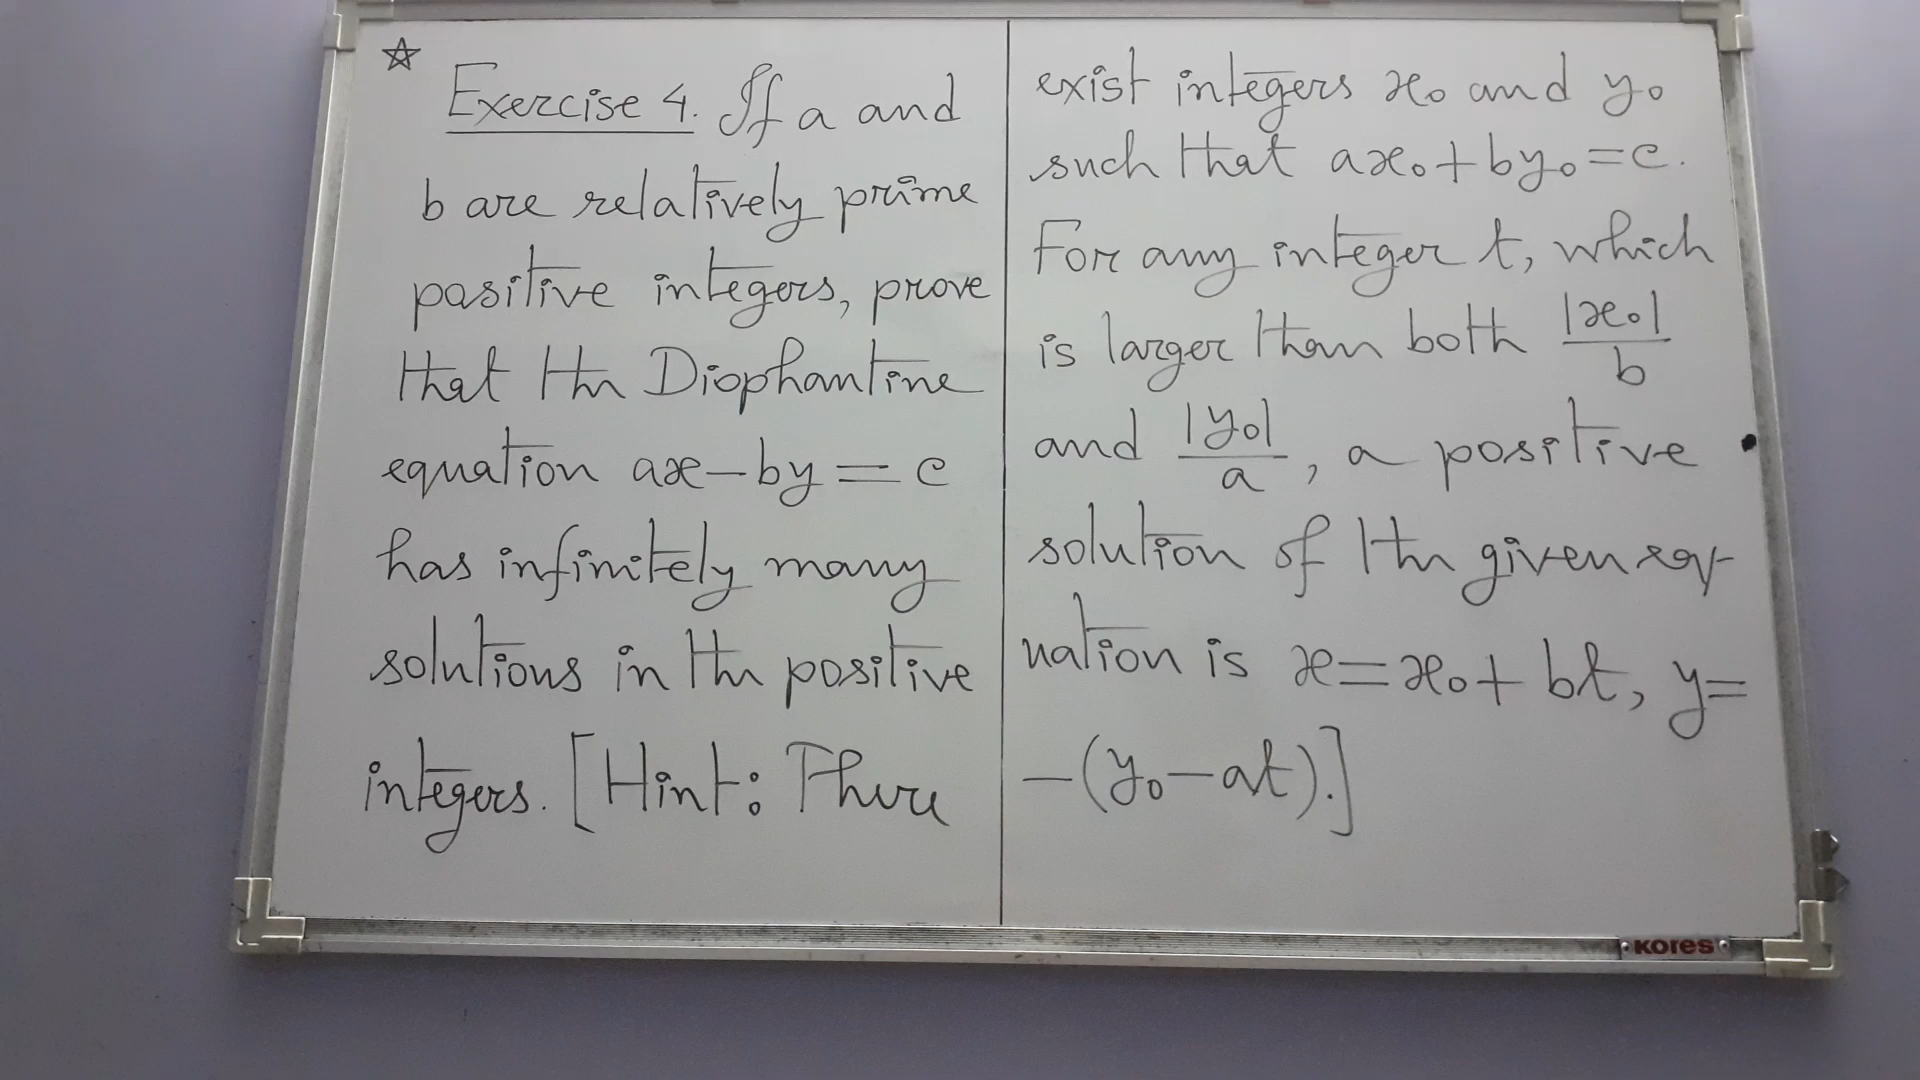 ☆
Exercise 4. If a and
b are relatively prime
positive integers, prove
that the Diophantine
equation ax-by=c
has infinitely many
solutions in the positive
integers. [Hint: There
exist integers x₀ and y₀
such that ax₀+by₀=c.
For any integer t, which
is larger than both |x₀|/b
and |y₀|/a, a positive
solution of the given eq-
uation is x=x₀+bt, y=
-(y₀-at).]
KORES